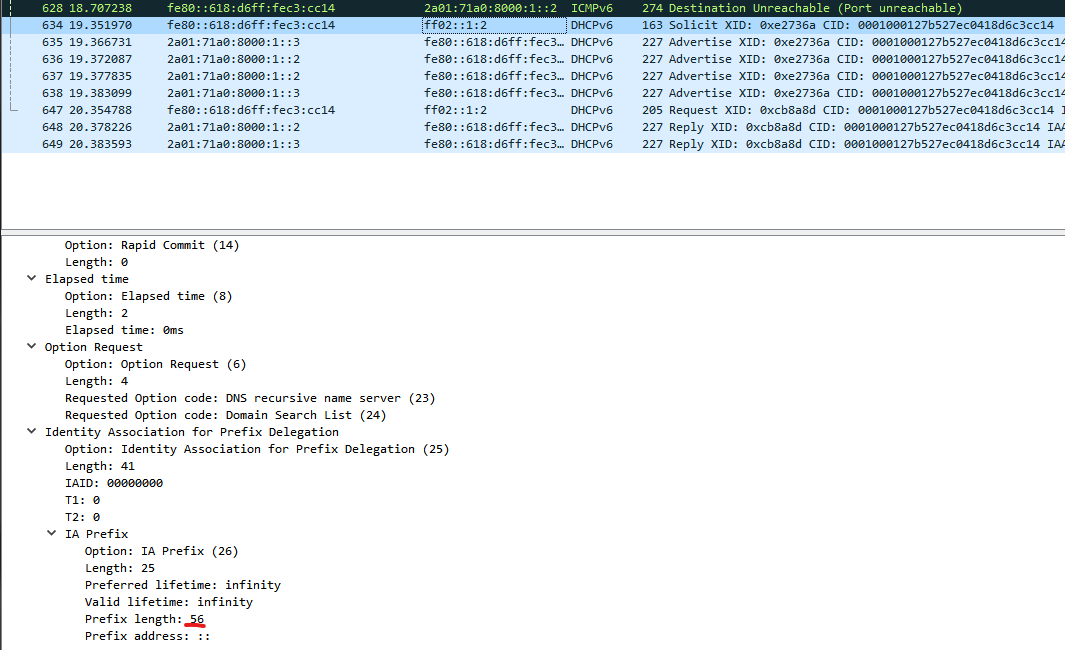 628 18.707238 fe80::618:d6ff:fec3:cc14 2a01:71a0:8000:1::2 ICMPv6 274 Destination Unreachable (Port unreachable)
634 19.351970 fe80::618:d6ff:fec3:cc14 ff02::1:2 DHCPv6 163 Solicit XID: 0xe2736a CID: 0001000127b527ec0418d6c3cc14
635 19.366731 2a01:71a0:8000:1::3 fe80::618:d6ff:fec3… DHCPv6 227 Advertise XID: 0xe2736a CID: 0001000127b527ec0418d6c3cc14
636 19.372087 2a01:71a0:8000:1::2 fe80::618:d6ff:fec3… DHCPv6 227 Advertise XID: 0xe2736a CID: 0001000127b527ec0418d6c3cc14
637 19.377835 2a01:71a0:8000:1::2 fe80::618:d6ff:fec3… DHCPv6 227 Advertise XID: 0xe2736a CID: 0001000127b527ec0418d6c3cc14
638 19.383099 2a01:71a0:8000:1::3 fe80::618:d6ff:fec3… DHCPv6 227 Advertise XID: 0xe2736a CID: 0001000127b527ec0418d6c3cc14
647 20.354788 fe80::618:d6ff:fec3:cc14 ff02::1:2 DHCPv6 205 Request XID: 0xcb8a8d CID: 0001000127b527ec0418d6c3cc14 I
648 20.378226 2a01:71a0:8000:1::2 fe80::618:d6ff:fec3… DHCPv6 227 Reply XID: 0xcb8a8d CID: 0001000127b527ec0418d6c3cc14 IAA
649 20.383593 2a01:71a0:8000:1::3 fe80::618:d6ff:fec3… DHCPv6 227 Reply XID: 0xcb8a8d CID: 0001000127b527ec0418d6c3cc14 IAA
Option: Rapid Commit (14)
Length: 0
Elapsed time
Option: Elapsed time (8)
Length: 2
Elapsed time: 0ms
Option Request
Option: Option Request (6)
Length: 4
Requested Option code: DNS recursive name server (23)
Requested Option code: Domain Search List (24)
Identity Association for Prefix Delegation
Option: Identity Association for Prefix Delegation (25)
Length: 41
IAID: 00000000
T1: 0
T2: 0
IA Prefix
Option: IA Prefix (26)
Length: 25
Preferred lifetime: infinity
Valid lifetime: infinity
Prefix length: 56
Prefix address: ::